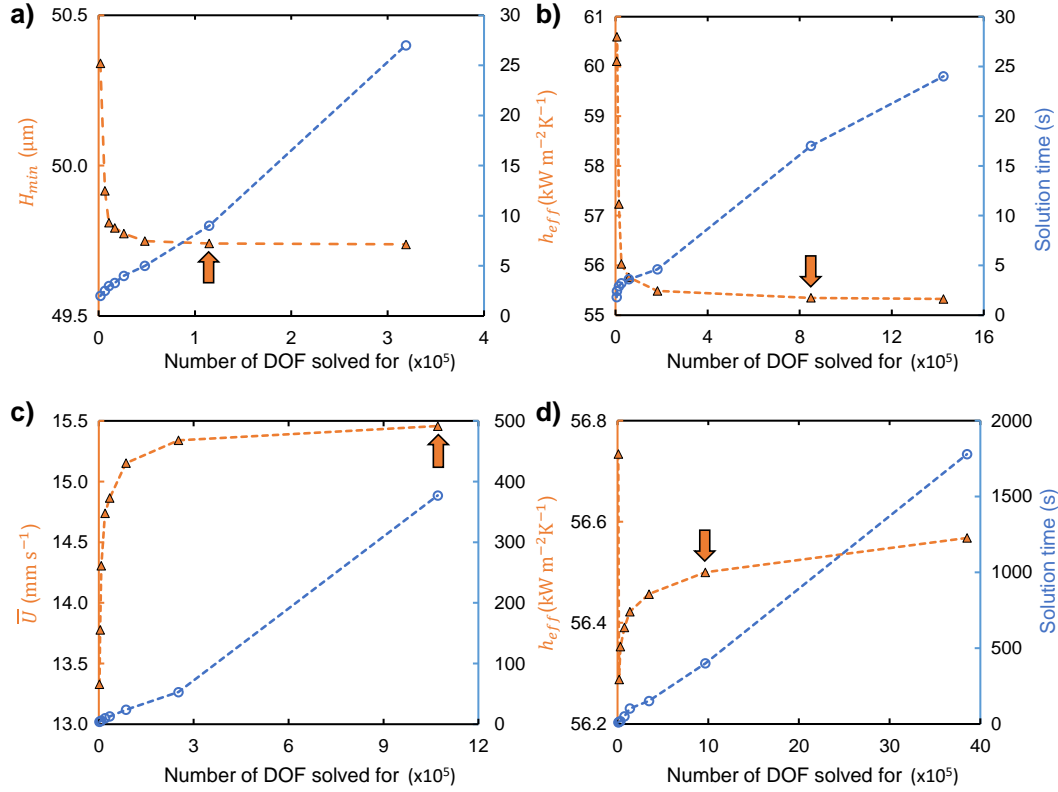 a)
50.5
50.0
49.5
H_min (μm)
30
25
20
15
10
5
0
0 1 2 3 4
Number of DOF solved for (x10⁵)
b)
61
60
59
58
57
56
55
h_eff(kW m⁻²K⁻¹)
30
25
20
15
10
5
0
Solution time (s)
0 4 8 12 16
Number of DOF solved for (x10⁵)
c)
15.5
15.0
14.5
14.0
13.5
13.0
U̅ (mm s⁻¹)
500
400
300
200
100
0
0 3 6 9 12
Number of DOF solved for (x10⁵)
d)
56.8
56.6
56.4
56.2
h_eff(kW m⁻²K⁻¹)
2000
1500
1000
500
0
Solution time (s)
0 10 20 30 40
Number of DOF solved for (x10⁵)